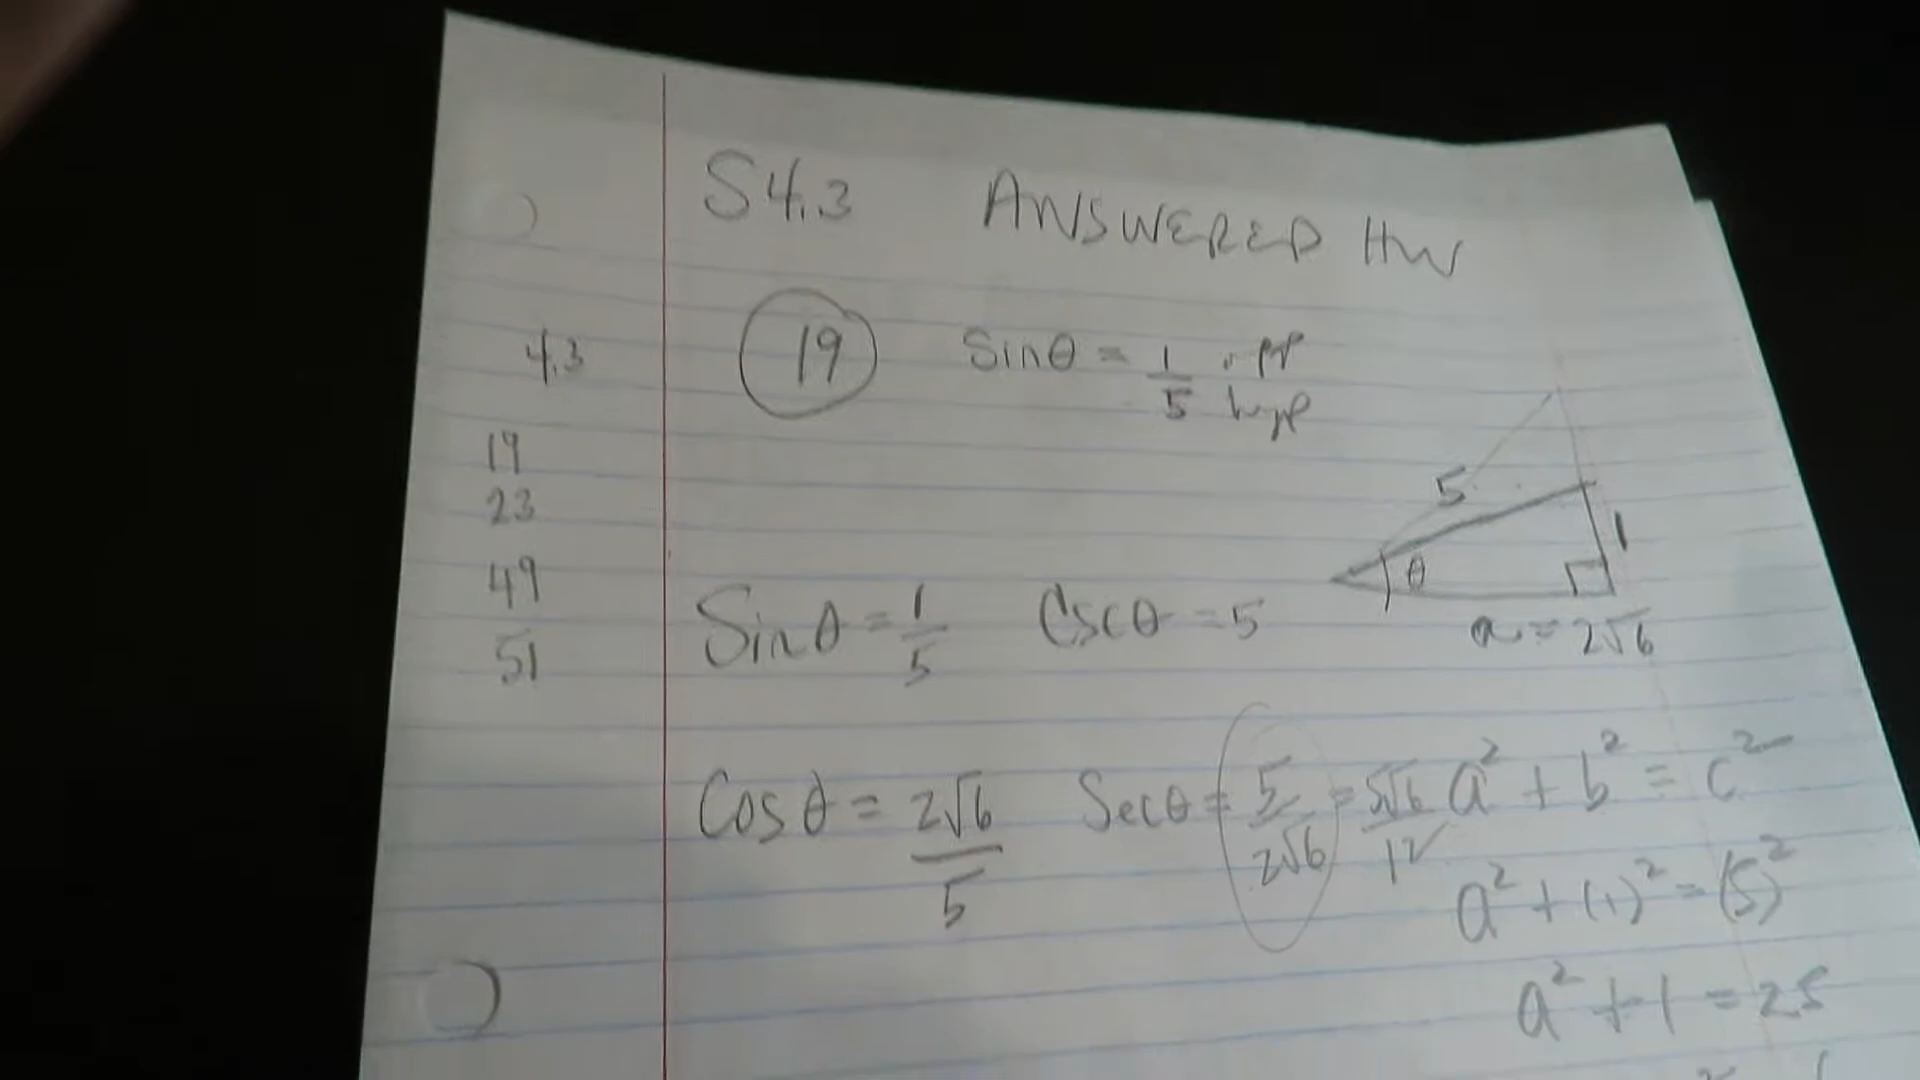 S4.3 ANSWERED HW
4.3
19
23
49
51
19 Sinθ = 1/5 opp/hyp
5
1
θ
a = 2√6
Sinθ = 1/5 Cscθ = 5
Cosθ = 2√6/5 Secθ = 5/2√6 = 5√6/12
a² + b² = c²
a² + (1)² = (5)²
a² + 1 = 25